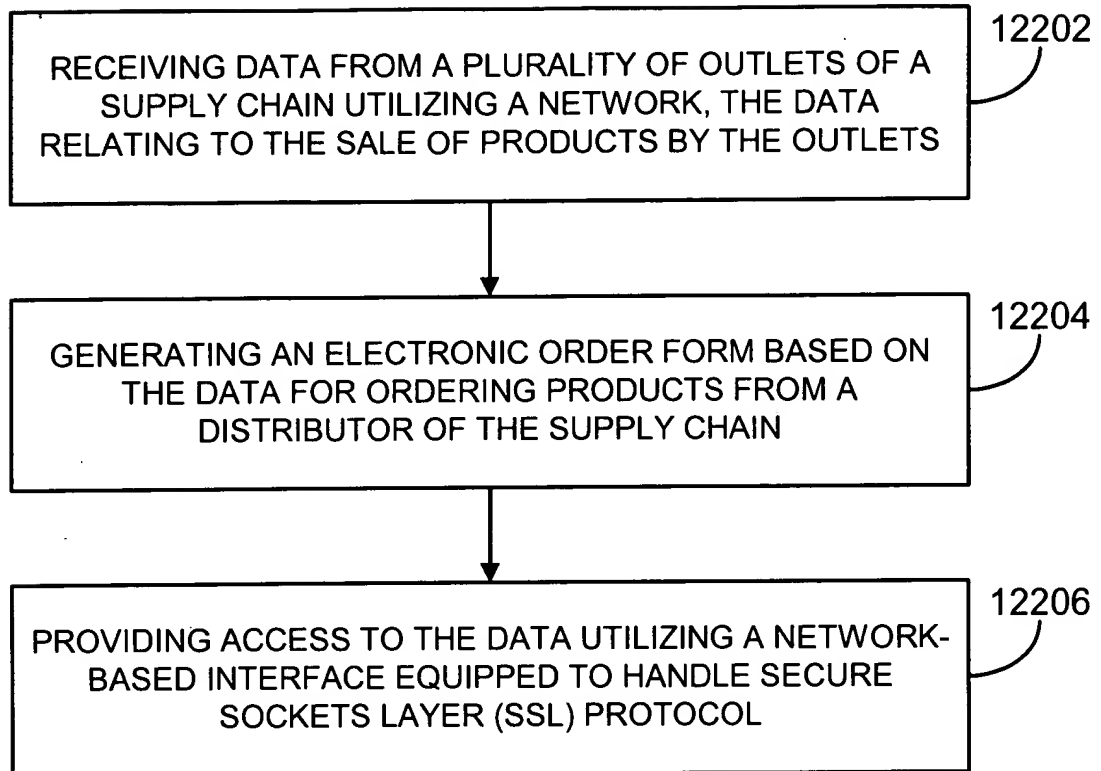 12202
RECEIVING DATA FROM A PLURALITY OF OUTLETS OF A
SUPPLY CHAIN UTILIZING A NETWORK, THE DATA
RELATING TO THE SALE OF PRODUCTS BY THE OUTLETS
12204
GENERATING AN ELECTRONIC ORDER FORM BASED ON
THE DATA FOR ORDERING PRODUCTS FROM A
DISTRIBUTOR OF THE SUPPLY CHAIN
12206
PROVIDING ACCESS TO THE DATA UTILIZING A NETWORK-
BASED INTERFACE EQUIPPED TO HANDLE SECURE
SOCKETS LAYER (SSL) PROTOCOL